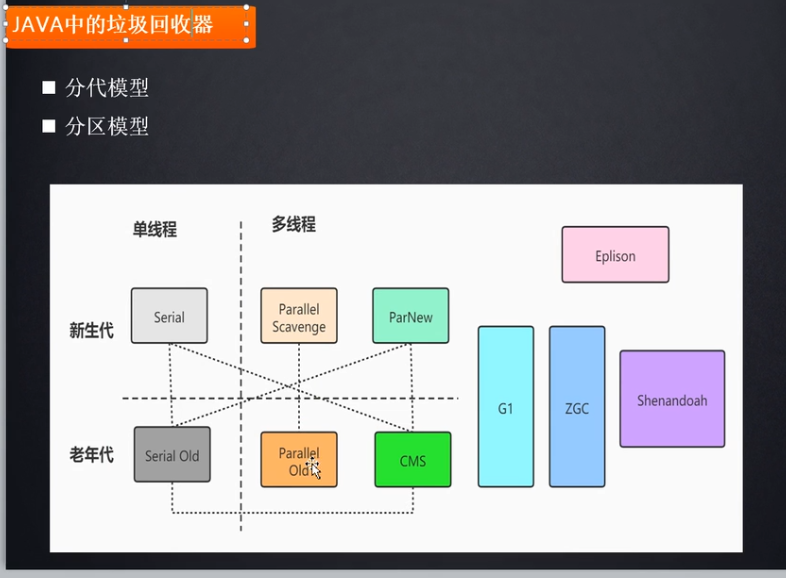 JAVA中的垃圾回收器
分代模型
分区模型
单线程
多线程
Eplison
新生代
Serial
Parallel
Scavenge
ParNew
G1
ZGC
Shenandoah
老年代
Serial Old
Parallel
Old
CMS